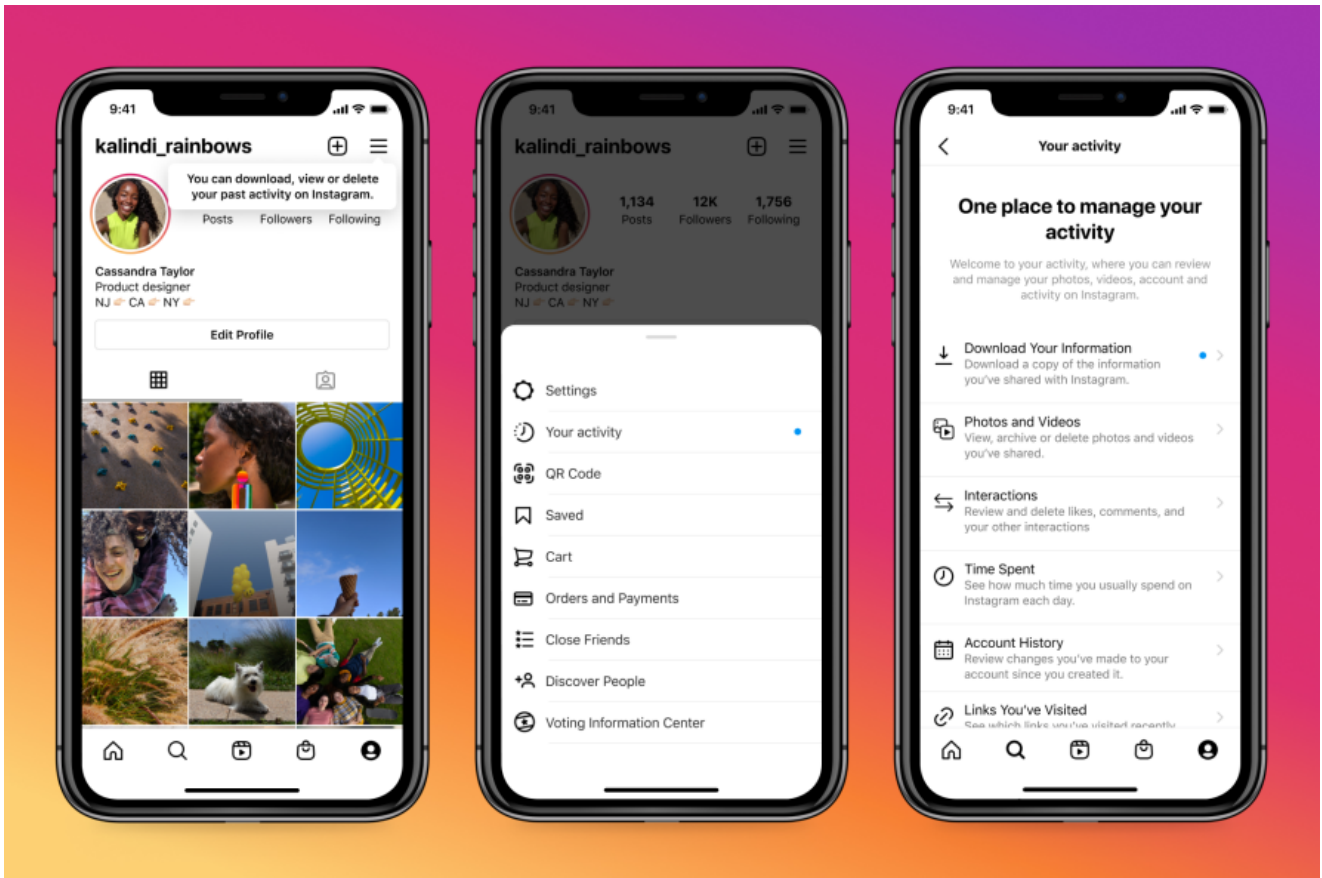 9:41
kalindi_rainbows
You can download, view or delete
your past activity on Instagram.
Posts Followers Following
Cassandra Taylor
Product designer
NJ 👉🏻 CA 👉🏻 NY 👉🏻
Edit Profile
9:41
kalindi_rainbows
1,134 12K 1,756
Posts Followers Following
Cassandra Taylor
Product designer
NJ 👉🏻 CA 👉🏻 NY 👉🏻
Settings
Your activity
QR Code
Saved
Cart
Orders and Payments
Close Friends
Discover People
Voting Information Center
9:41
Your activity
One place to manage your
activity
Welcome to your activity, where you can review
and manage your photos, videos, account and
activity on Instagram.
Download Your Information
Download a copy of the information
you've shared with Instagram.
Photos and Videos
View, archive or delete photos and videos
you've shared.
Interactions
Review and delete likes, comments, and
your other interactions
Time Spent
See how much time you usually spend on
Instagram each day.
Account History
Review changes you've made to your
account since you created it.
Links You've Visited
See which links you've visited recently